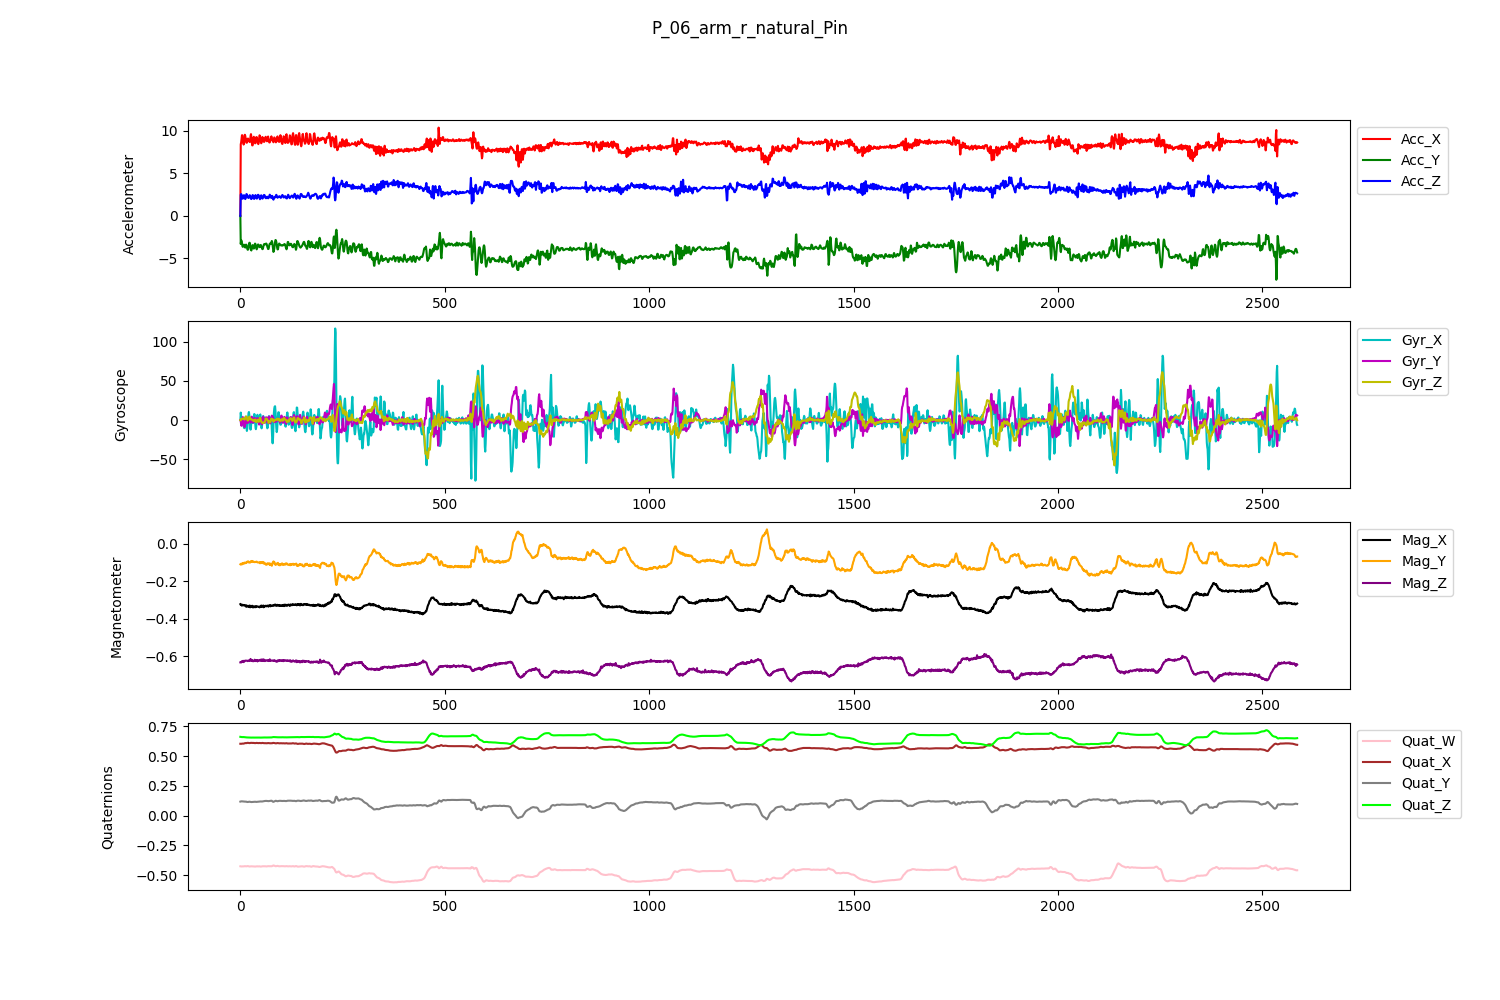 P_06_arm_r_natural_Pin
Accelerometer
10
5
0
−5
0
500
1000
1500
2000
2500
Acc_X
Acc_Y
Acc_Z
Gyroscope
100
50
0
−50
0
500
1000
1500
2000
2500
Gyr_X
Gyr_Y
Gyr_Z
Magnetometer
0.0
−0.2
−0.4
−0.6
0
500
1000
1500
2000
2500
Mag_X
Mag_Y
Mag_Z
Quaternions
0.75
0.50
0.25
0.00
−0.25
−0.50
0
500
1000
1500
2000
2500
Quat_W
Quat_X
Quat_Y
Quat_Z